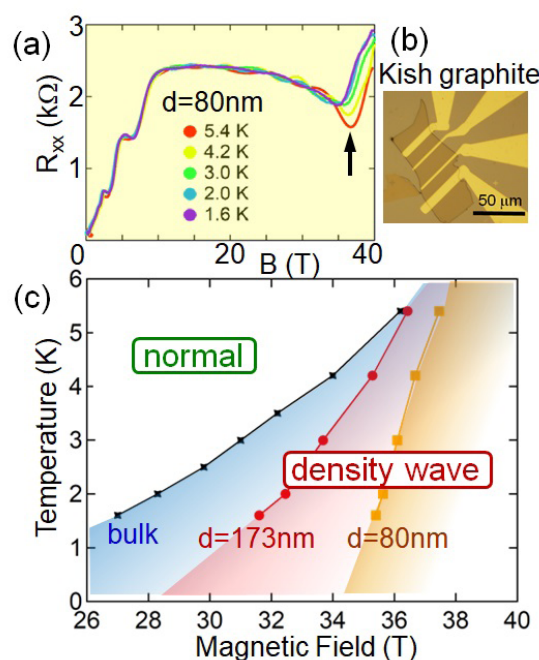 (a)
3
2
1
0
20
40
R_xx (kΩ)
B (T)
d=80nm
5.4 K
4.2 K
3.0 K
2.0 K
1.6 K
(b)
Kish graphite
50 μm
(c)
6
5
4
3
2
1
0
Temperature (K)
normal
density wave
bulk
d=173nm
d=80nm
26
28
30
32
34
36
38
40
Magnetic Field (T)